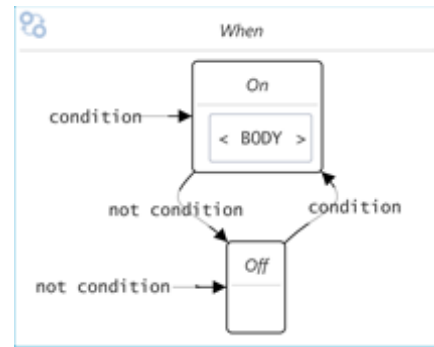 When
On
condition
< BODY >
not condition
condition
Off
not condition